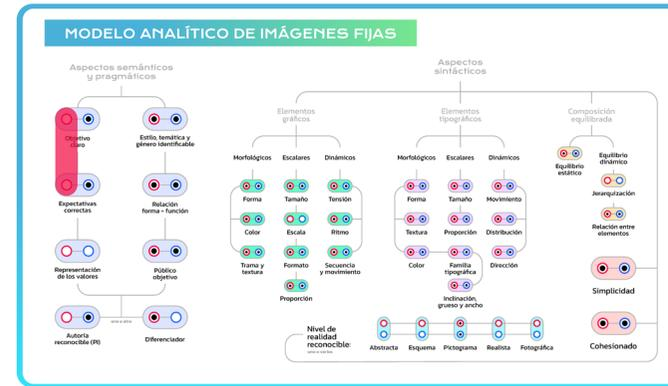 MODELO ANALÍTICO DE IMÁGENES FIJAS
Aspectos semánticos
y pragmáticos
Objetivo
claro
Estilo, temática y
género identificable
Expectativas
correctas
Relación
forma - función
Representación
de los valores
Público
objetivo
Autoría
reconocible (PI)
uno o otro
Diferenciador
Aspectos
sintácticos
Elementos
gráficos
Morfológicos
Escalares
Dinámicos
Forma
Tamaño
Tensión
Color
Escala
Ritmo
Trama y
textura
Formato
Secuencia
y movimiento
Proporción
Elementos
tipográficos
Morfológicos
Escalares
Dinámicos
Forma
Tamaño
Movimiento
Textura
Proporción
Distribución
Color
Familia
tipográfica
Dirección
Inclinación,
grueso y ancho
Composición
equilibrada
Equilibrio
estático
Equilibrio
dinámico
Jerarquización
Relación entre
elementos
Simplicidad
Cohesionado
Nivel de
realidad
reconocible:
uno o varios
Abstracta
Esquema
Pictograma
Realista
Fotográfica